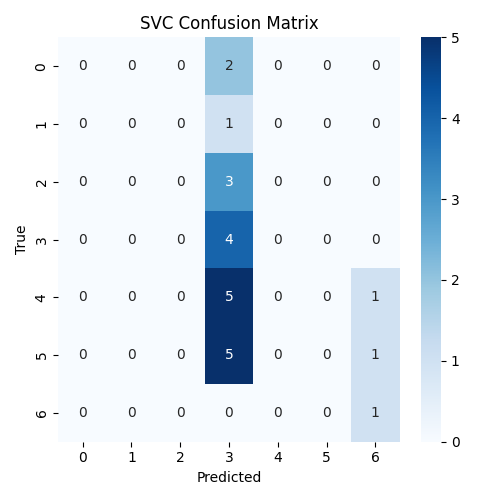 SVC Confusion Matrix
True
0 0 0 0 2 0 0 0
1 0 0 0 1 0 0 0
2 0 0 0 3 0 0 0
3 0 0 0 4 0 0 0
4 0 0 0 5 0 0 1
5 0 0 0 5 0 0 1
6 0 0 0 0 0 0 1
0 1 2 3 4 5 6
Predicted
5
4
3
2
1
0